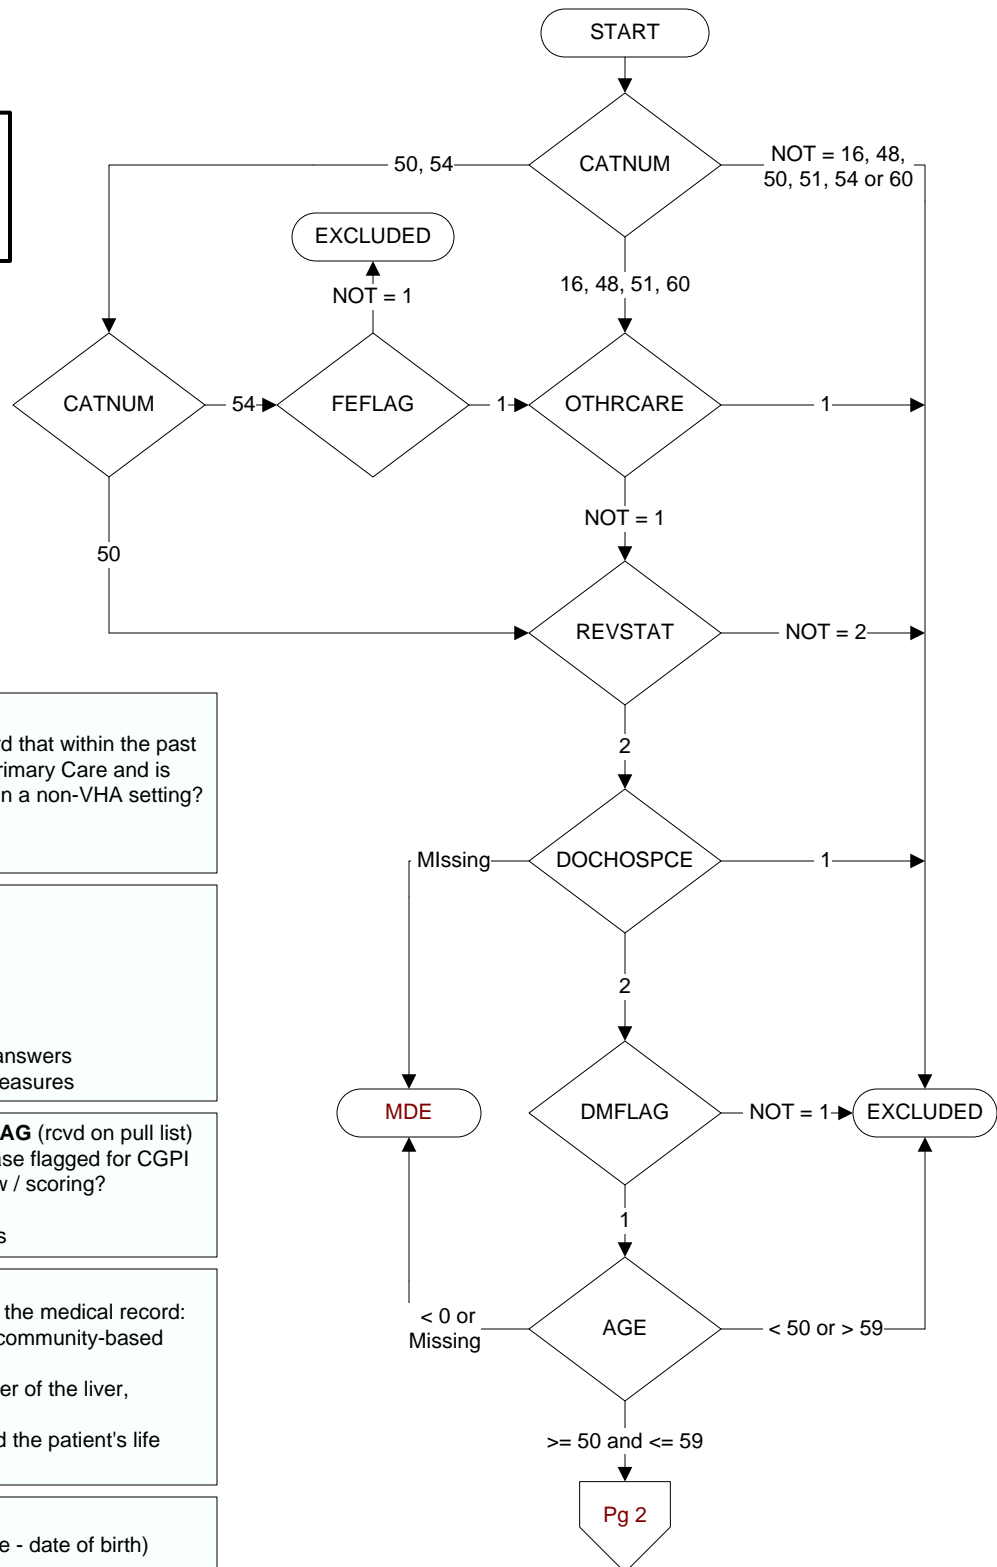 START
CATNUM
50, 54
NOT = 16, 48,
50, 51, 54 or 60
EXCLUDED
NOT = 1
16, 48, 51, 60
CATNUM
54
FEFLAG
1
OTHRCARE
1
NOT = 1
50
REVSTAT
NOT = 2
2
MIssing
DOCHOSPCE
1
2
MDE
DMFLAG
NOT = 1
EXCLUDED
1
< 0 or
Missing
AGE
< 50 or > 59
>= 50 and <= 59
Pg 2
d that within the past
rimary Care and is
n a non-VHA setting?
answers
easures
AG (rcvd on pull list)
ase flagged for CGPI
w / scoring?
s
the medical record:
community-based
er of the liver,
d the patient's life
e - date of birth)